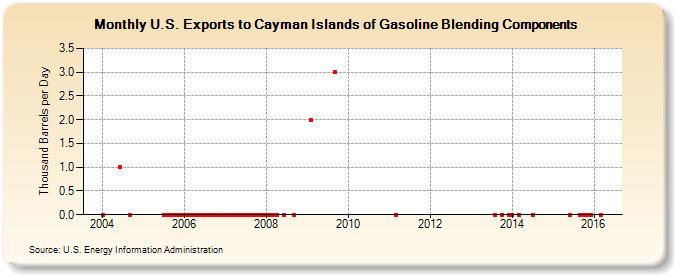 Monthly U.S. Exports to Cayman Islands of Gasoline Blending Components
Thousand Barrels per Day
3.5
3.0
2.5
2.0
1.5
1.0
0.5
0.0
2004 2006 2008 2010 2012 2014 2016
Source: U.S. Energy Information Administration